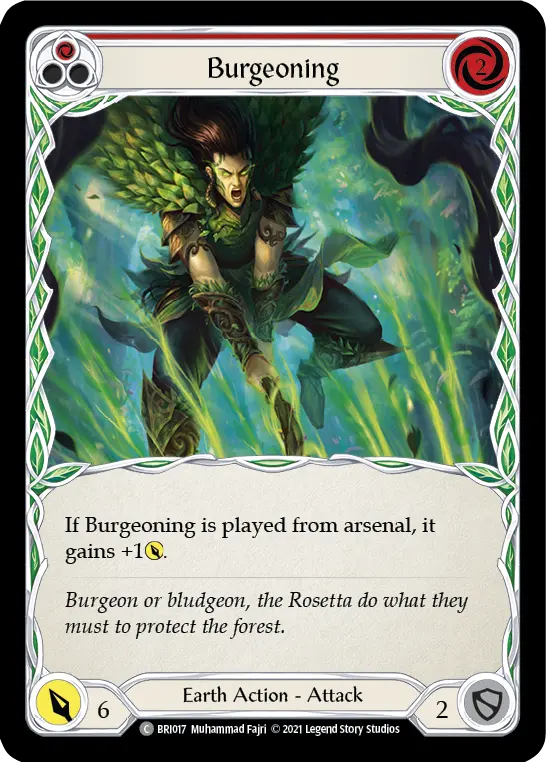 Burgeoning
2
If Burgeoning is played from arsenal, it
gains +1.
Burgeon or bludgeon, the Rosetta do what they
must to protect the forest.
6
Earth Action - Attack
2
C BRI017 Muhammad Fajri © 2021 Legend Story Studios